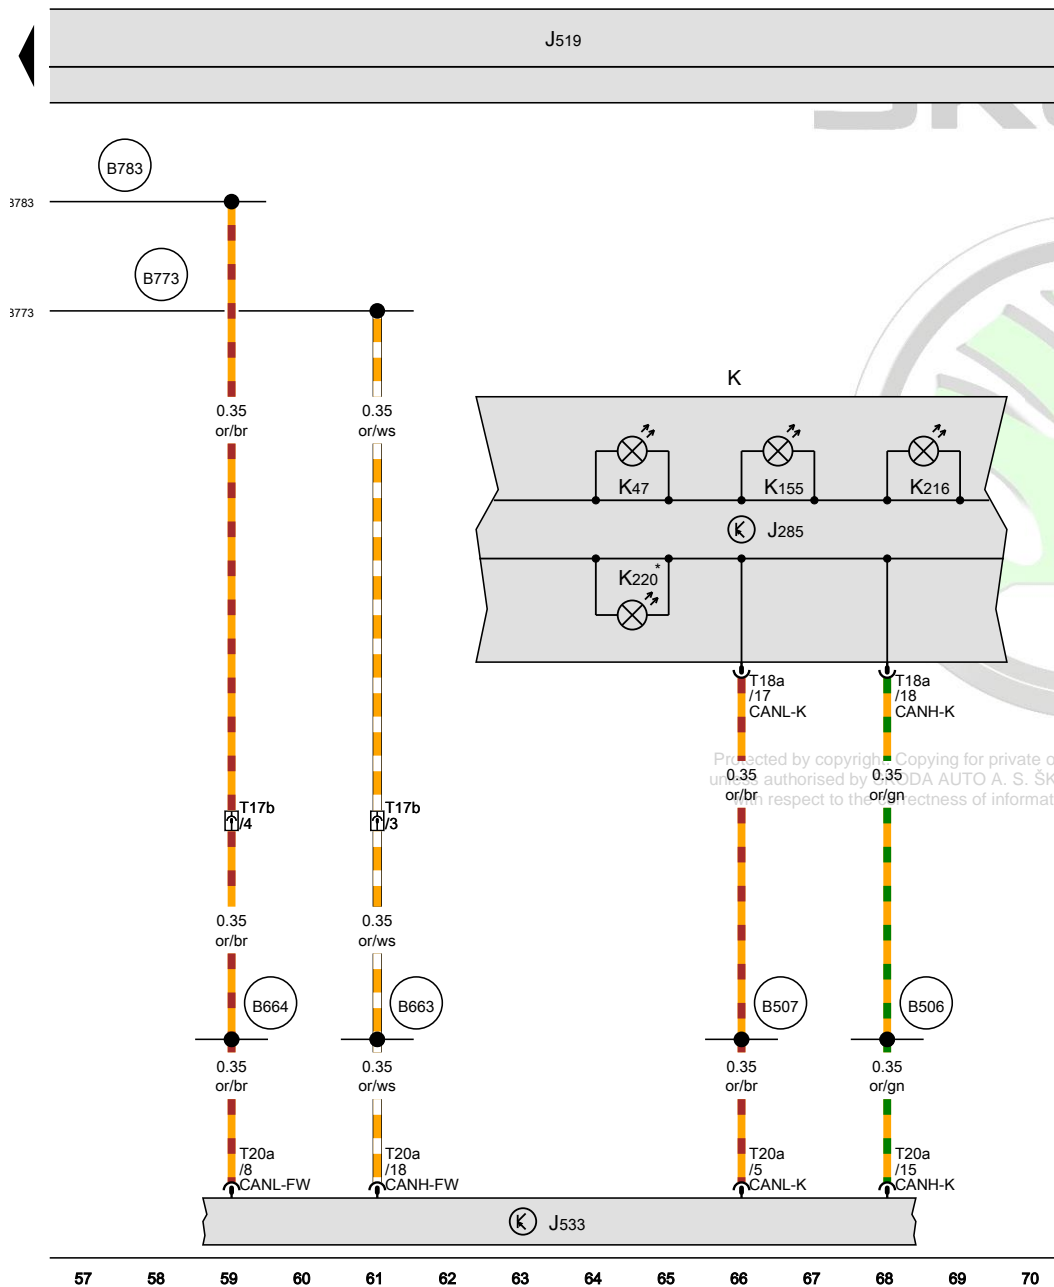 J519
B783
B783
B773
B773
K
0.35
or/br
0.35
or/ws
K47
K155
K216
J285
K220*
T18a
/17
CANL-K
T18a
/18
CANH-K
Protected by copyright. Copying for private o
unless authorised by ŠKODA AUTO A. S. ŠK
with respect to the correctness of informat
0.35
or/br
0.35
or/gn
T17b
/4
T17b
/3
0.35
or/br
0.35
or/ws
B664
B663
B507
B506
0.35
or/br
0.35
or/ws
0.35
or/br
0.35
or/gn
T20a
/8
CANL-FW
T20a
/18
CANH-FW
T20a
/5
CANL-K
T20a
/15
CANH-K
J533
57 58 59 60 61 62 63 64 65 66 67 68 69 70